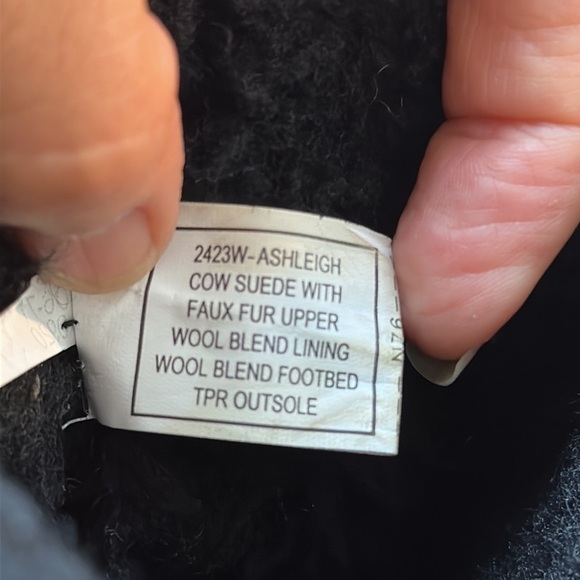 2423W-ASHLEIGH
COW SUEDE WITH
FAUX FUR UPPER
WOOL BLEND LINING
WOOL BLEND FOOTBED
TPR OUTSOLE